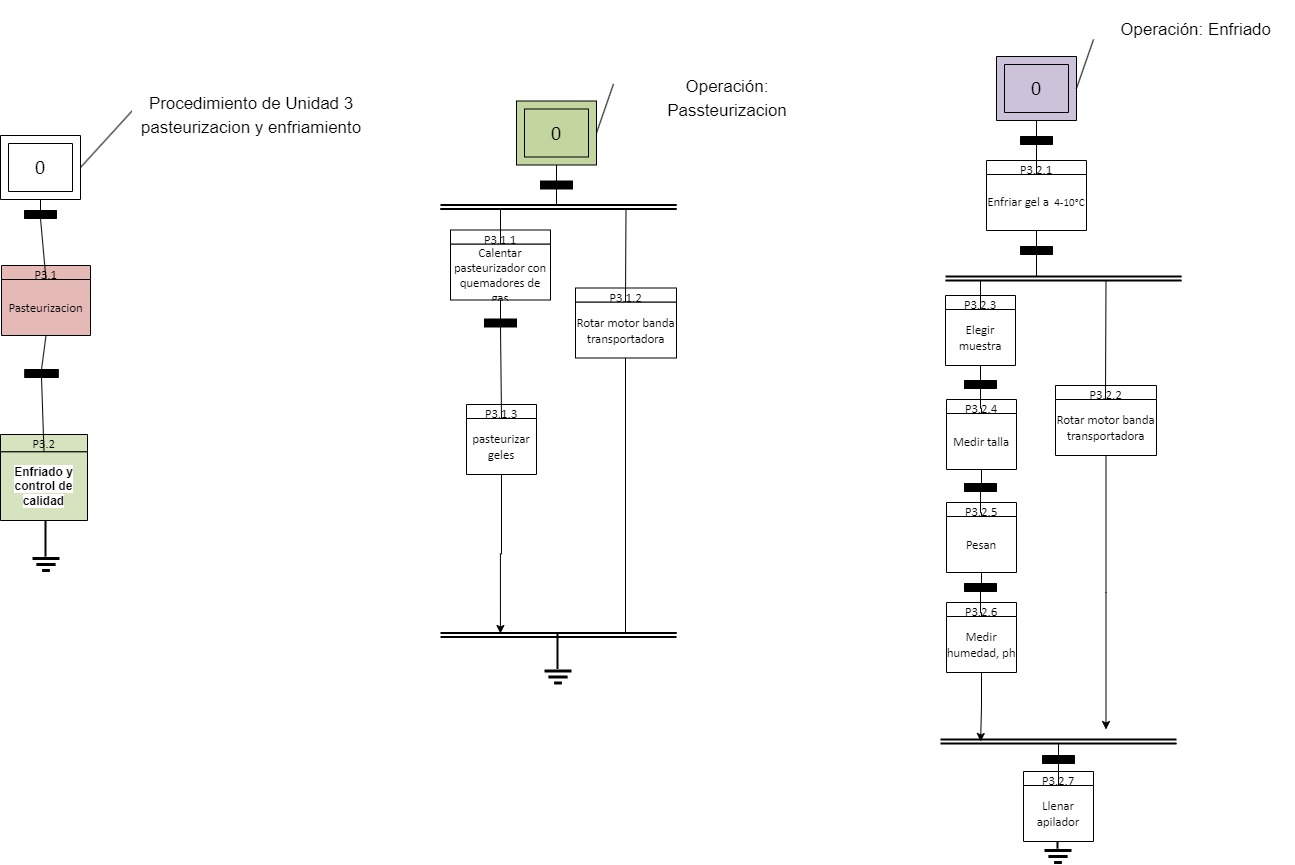 Procedimiento de Unidad 3
pasteurizacion y enfriamiento
0
P3.1
Pasteurizacion
P3.2
Enfriado y
control de
calidad
Operación:
Passteurizacion
0
P3.1.1
Calentar
pasteurizador con
quemadores de
gas
P3.1.2
Rotar motor banda
transportadora
P3.1.3
pasteurizar
geles
Operación: Enfriado
0
P3.2.1
Enfriar gel a 4-10°C
P3.2.3
Elegir
muestra
P3.2.2
Rotar motor banda
transportadora
P3.2.4
Medir talla
P3.2.5
Pesan
P3.2.6
Medir
humedad, ph
P3.2.7
Llenar
apilador